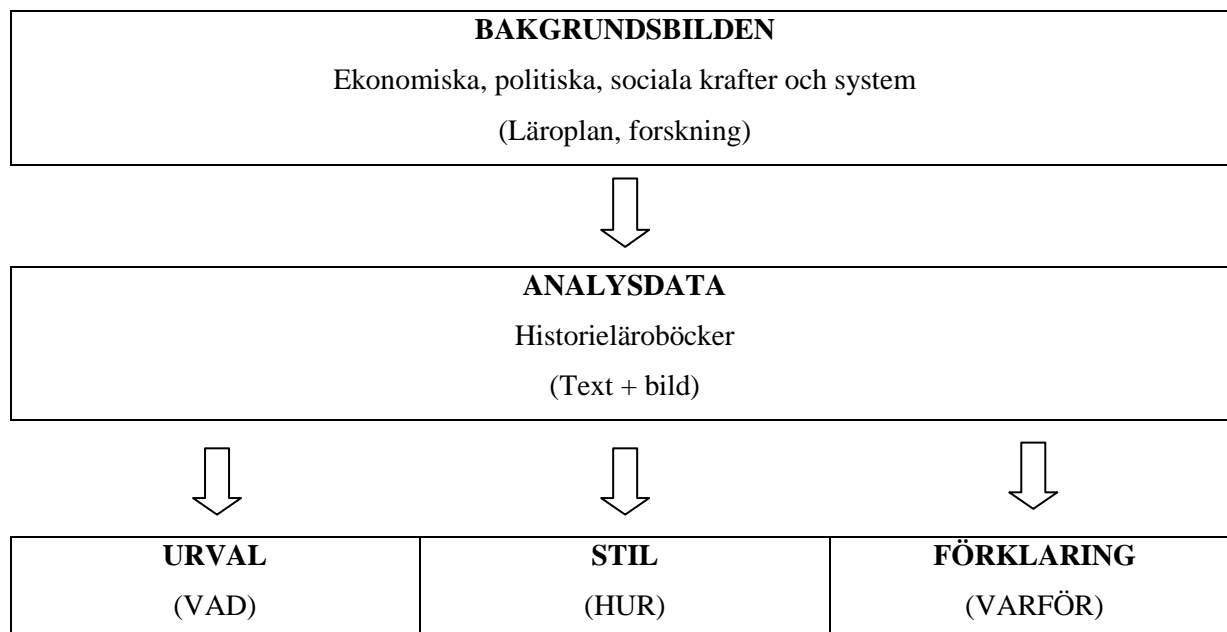 BAKGRUNDSBILDEN
Ekonomiska, politiska, sociala krafter och system
(Läroplan, forskning)
ANALYSDATA
Historieläroböcker
(Text + bild)
URVAL
(VAD)
STIL
(HUR)
FÖRKLARING
(VARFÖR)